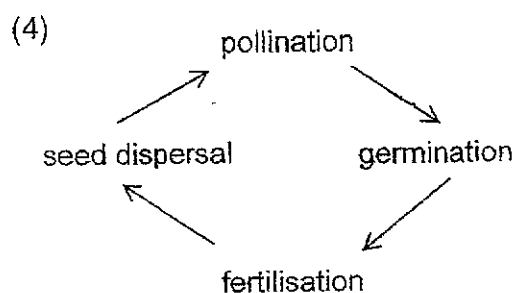 (4)
pollination
seed dispersal
germination
fertilisation